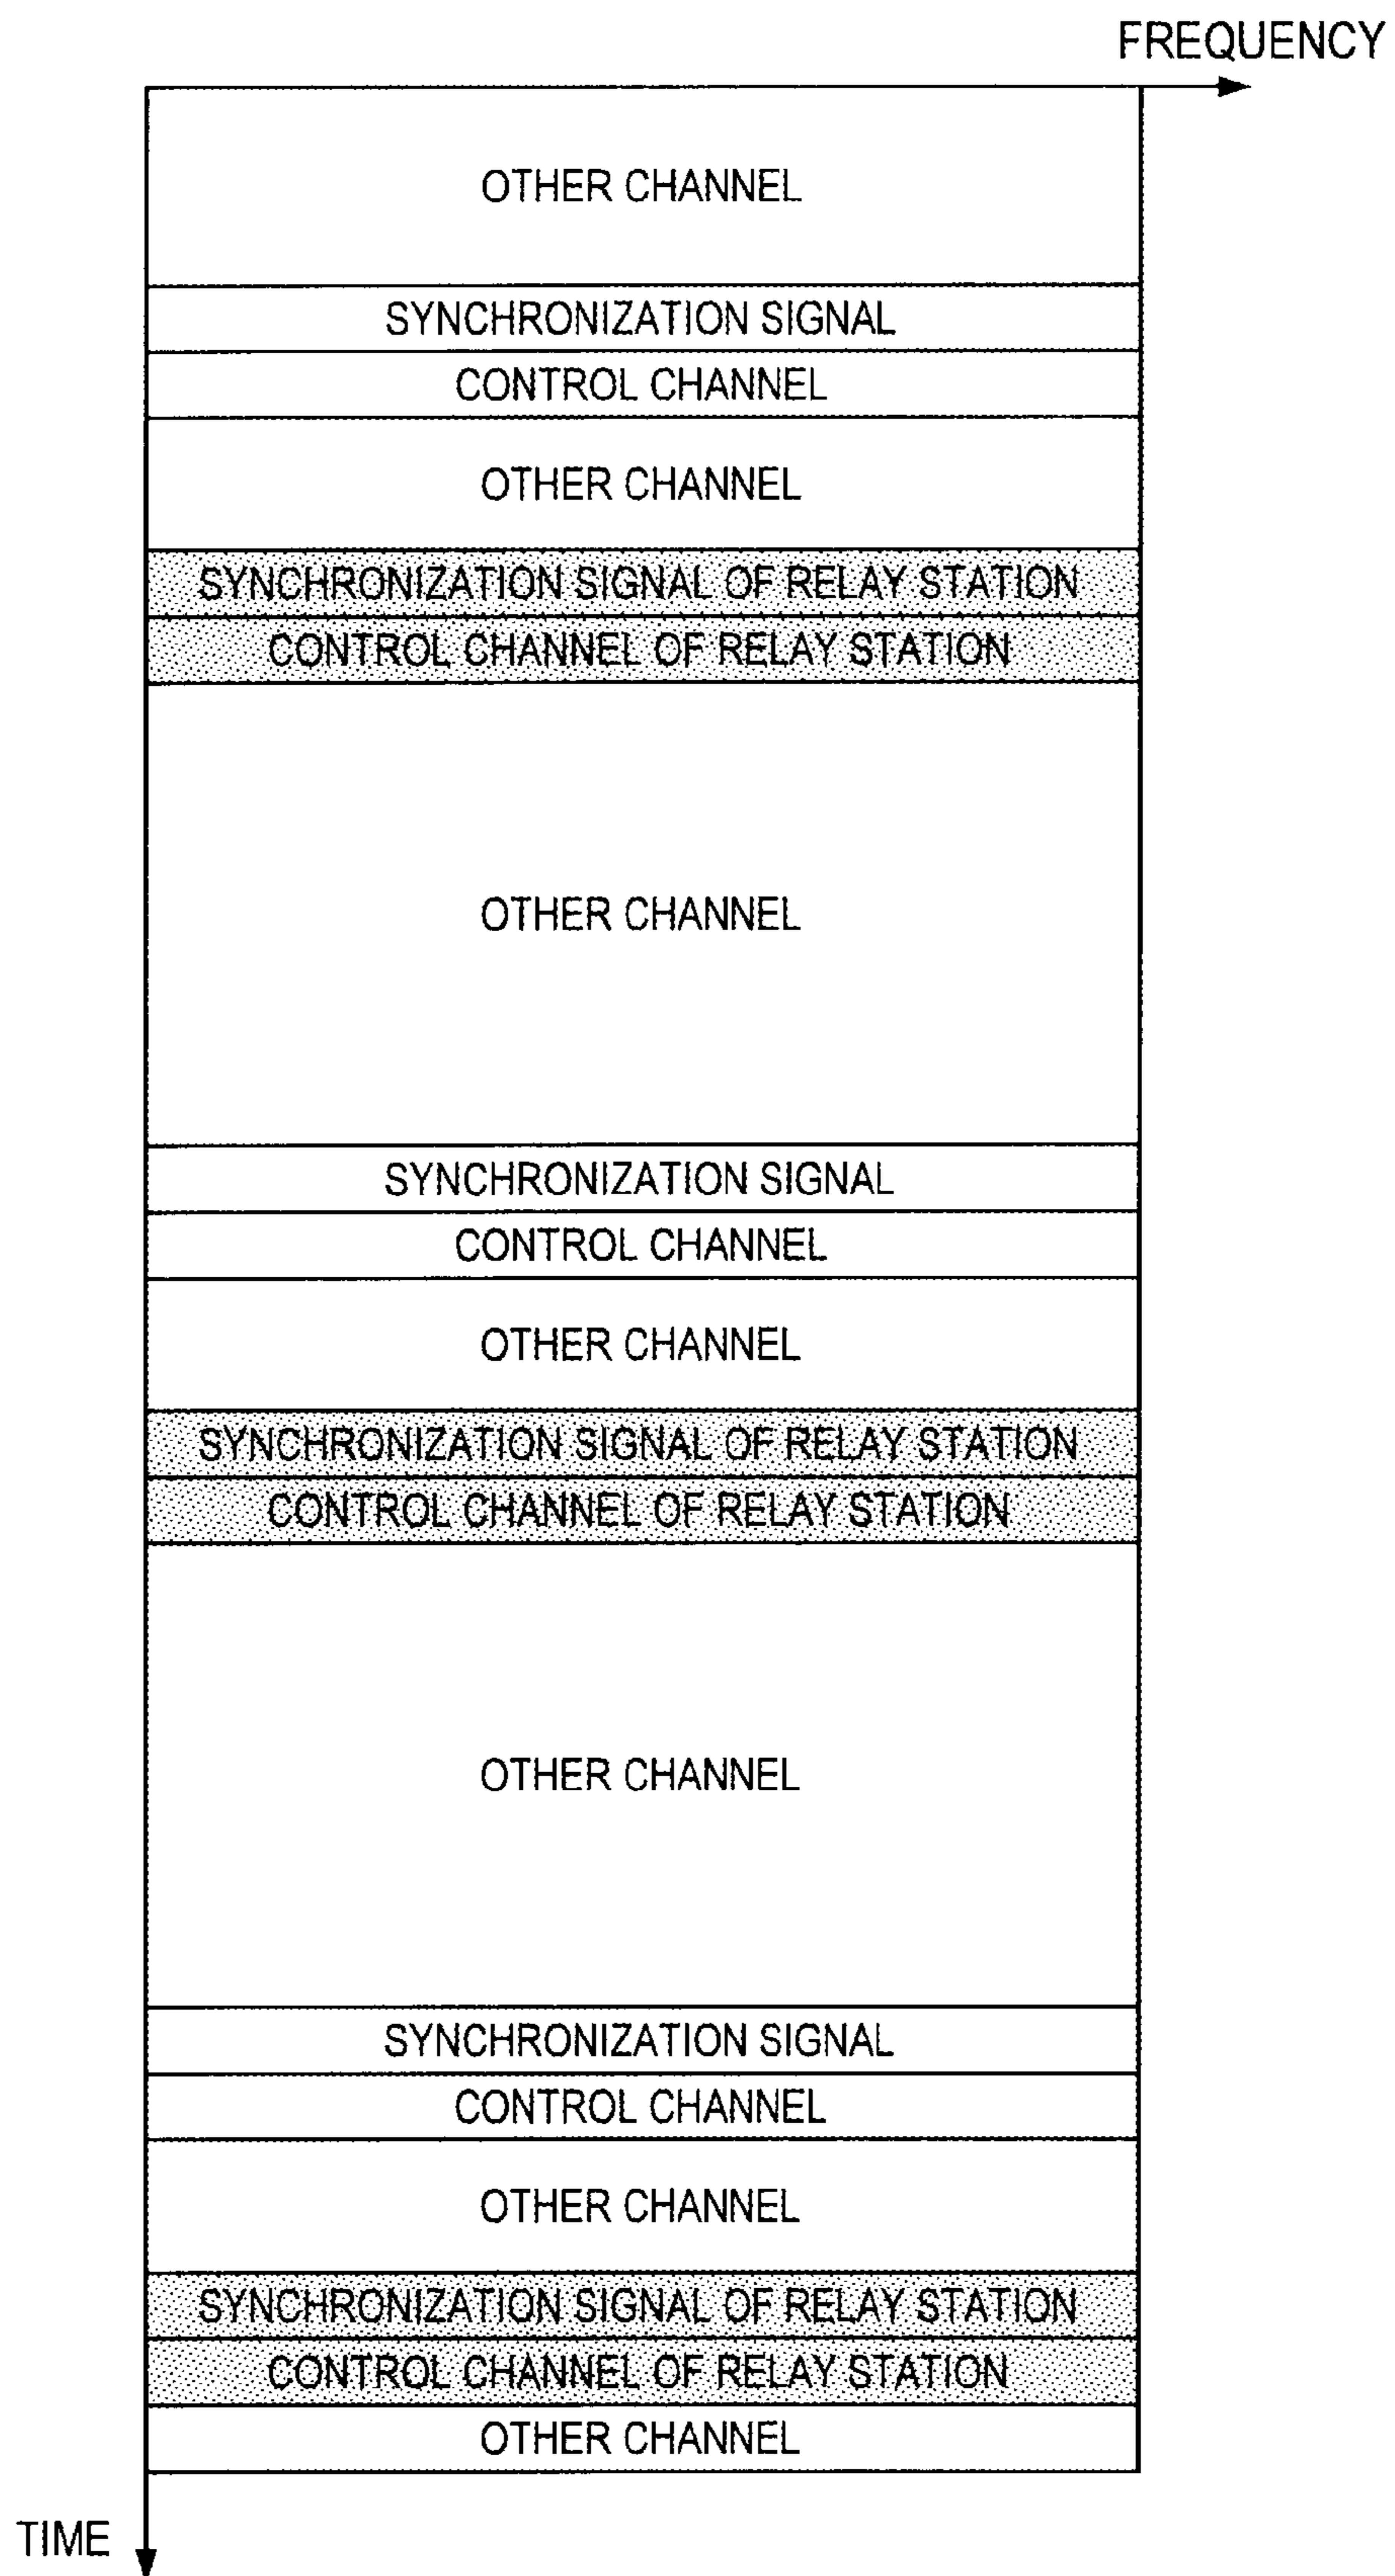 FREQUENCY
OTHER CHANNEL
SYNCHRONIZATION SIGNAL
CONTROL CHANNEL
OTHER CHANNEL
SYNCHRONIZATION SIGNAL OF RELAY STATION
CONTROL CHANNEL OF RELAY STATION
OTHER CHANNEL
SYNCHRONIZATION SIGNAL
CONTROL CHANNEL
OTHER CHANNEL
SYNCHRONIZATION SIGNAL OF RELAY STATION
CONTROL CHANNEL OF RELAY STATION
OTHER CHANNEL
SYNCHRONIZATION SIGNAL
CONTROL CHANNEL
OTHER CHANNEL
SYNCHRONIZATION SIGNAL OF RELAY STATION
CONTROL CHANNEL OF RELAY STATION
OTHER CHANNEL
TIME